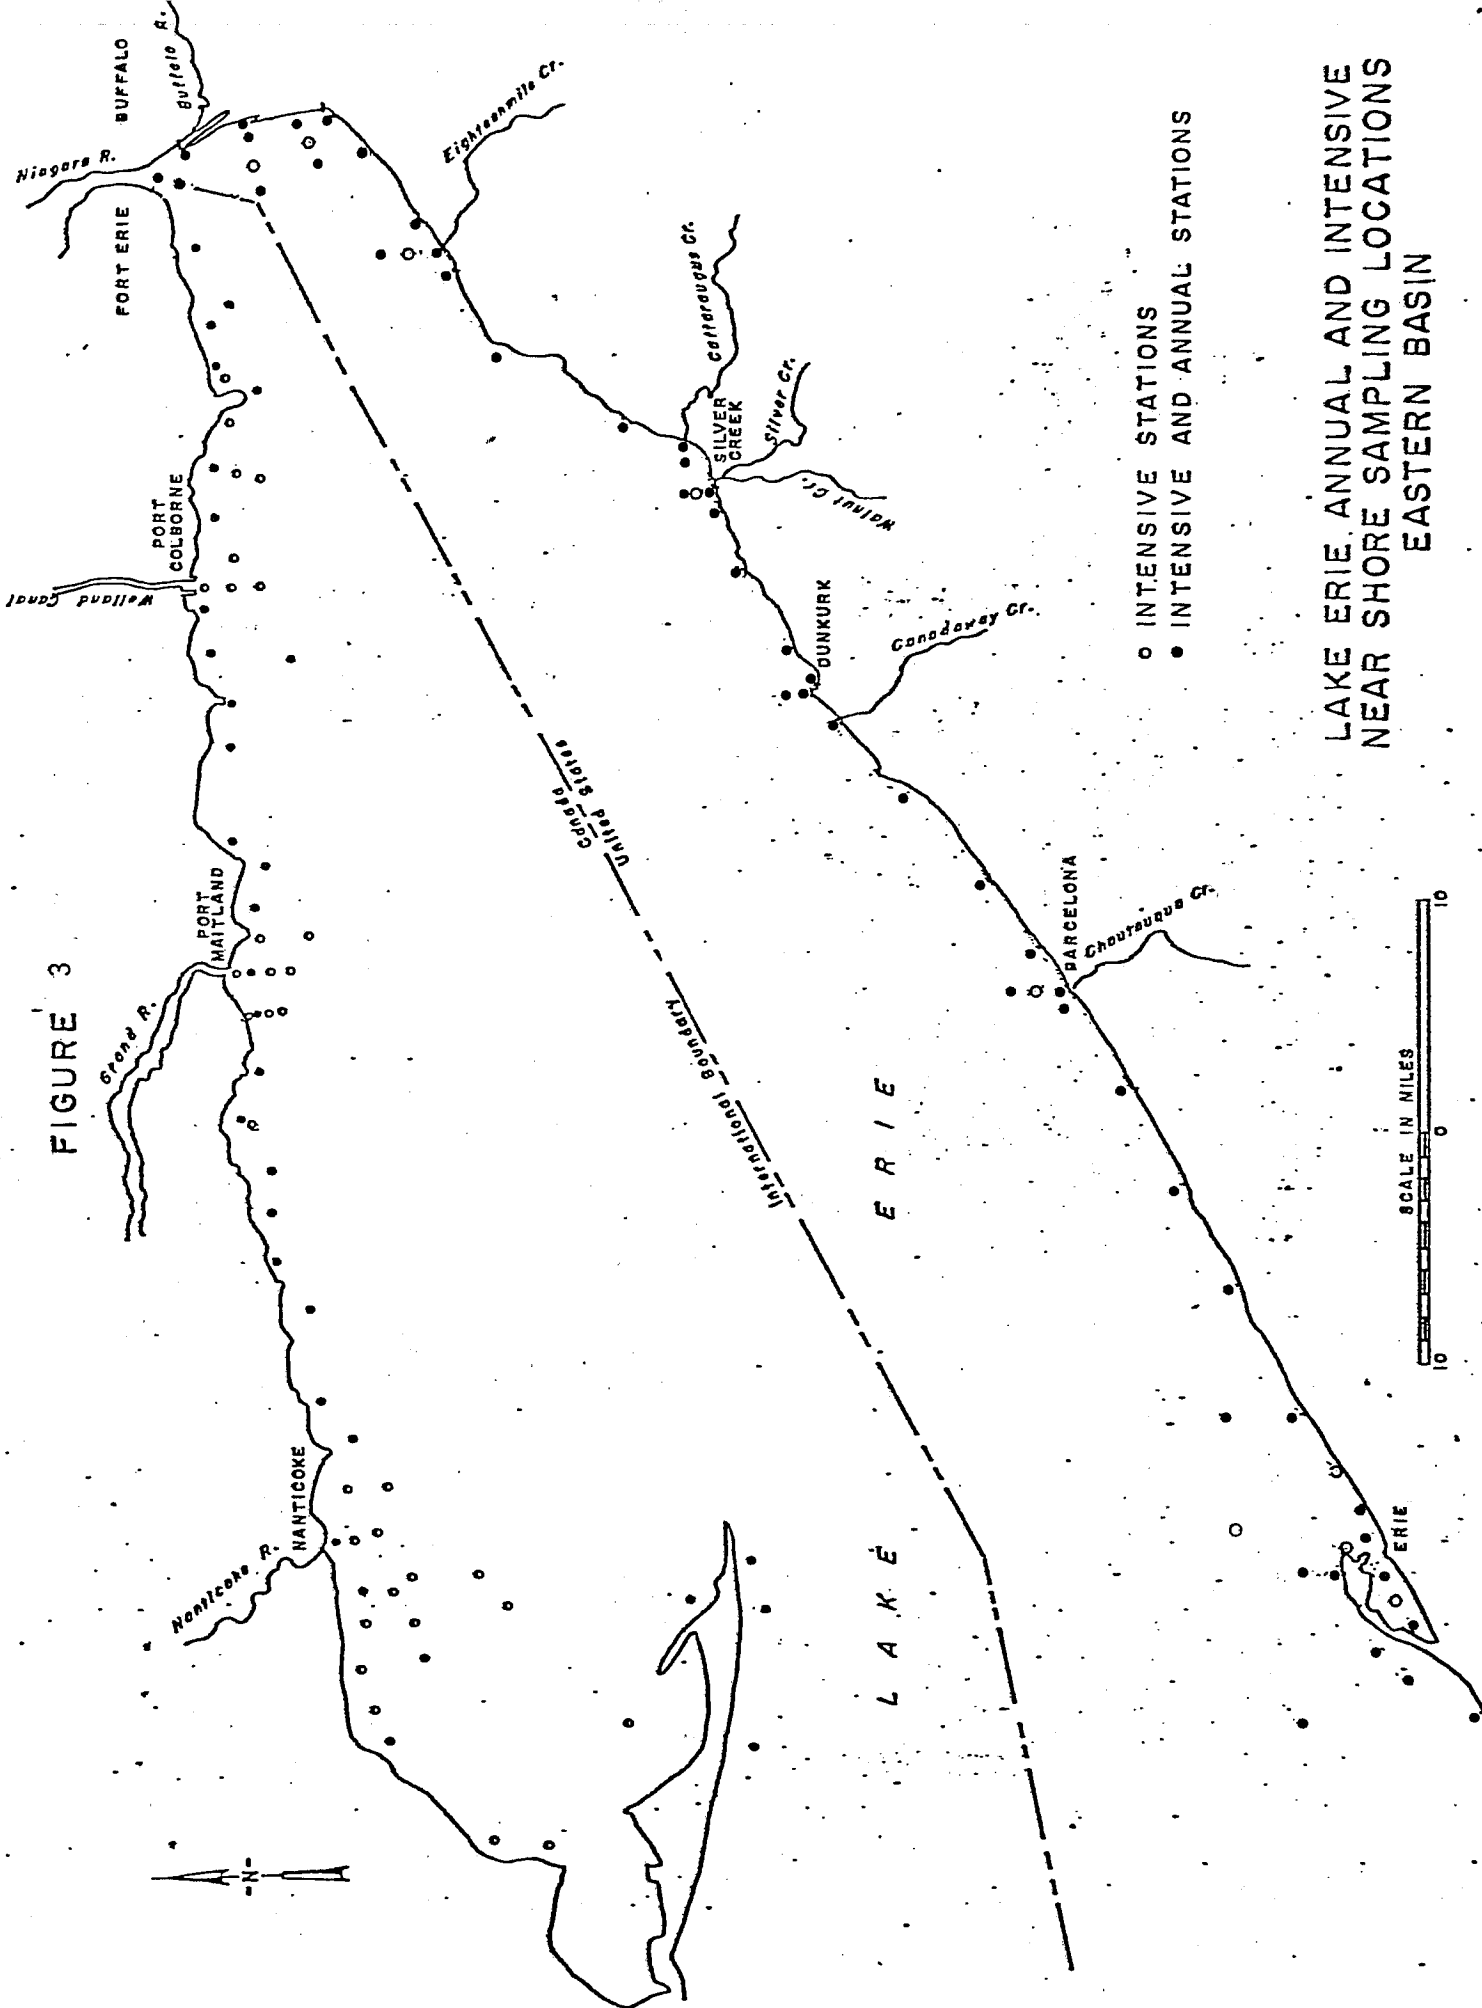 FIGURE 3
Niagara R.
BUFFALO
Buffalo R.
FORT ERIE
Eighteenmile Cr.
PORT
COLBORNE
Welland Canal
Cattaraugus Cr.
SILVER
CREEK
Silver Cr.
Walnut Cr.
PORT
MAITLAND
Grand R.
Canada
United States
International Boundary
DUNKURK
Canadaway Cr.
NANTICOKE
Nanticoke R.
LAKE ERIE
BARCELONA
Chautauqua Cr.
ERIE
-N-
INTENSIVE STATIONS
INTENSIVE AND ANNUAL STATIONS
10 0 10
SCALE IN MILES
LAKE ERIE ANNUAL AND INTENSIVE
NEAR SHORE SAMPLING LOCATIONS
EASTERN BASIN